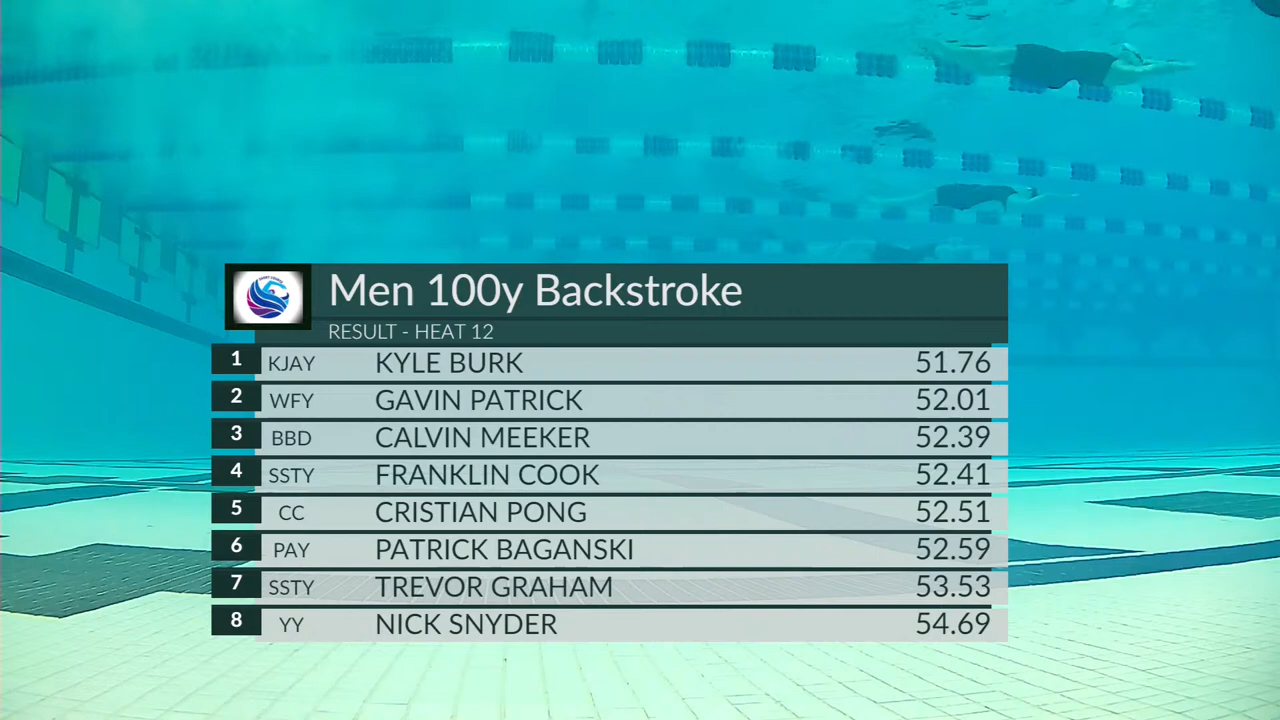 Men 100y Backstroke
RESULT - HEAT 12
1 KJAY KYLE BURK 51.76
2 WFY GAVIN PATRICK 52.01
3 BBD CALVIN MEEKER 52.39
4 SSTY FRANKLIN COOK 52.41
5 CC CRISTIAN PONG 52.51
6 PAY PATRICK BAGANSKI 52.59
7 SSTY TREVOR GRAHAM 53.53
8 YY NICK SNYDER 54.69